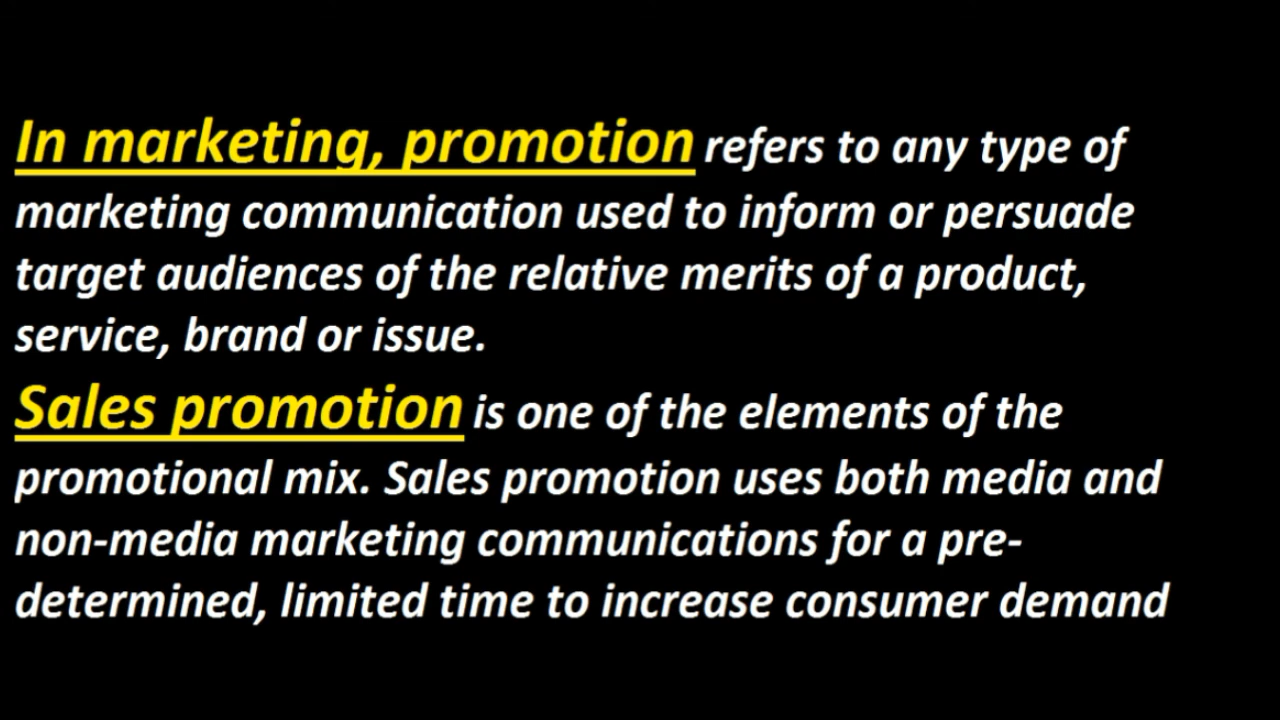 In marketing, promotion refers to any type of
marketing communication used to inform or persuade
target audiences of the relative merits of a product,
service, brand or issue.
Sales promotion is one of the elements of the
promotional mix. Sales promotion uses both media and
non-media marketing communications for a pre-
determined, limited time to increase consumer demand